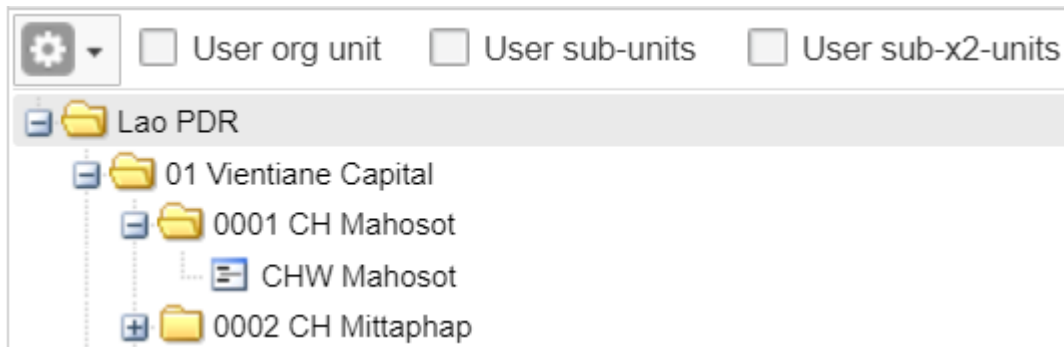 User org unit User sub-units User sub-x2-units
Lao PDR
01 Vientiane Capital
0001 CH Mahosot
CHW Mahosot
0002 CH Mittaphap